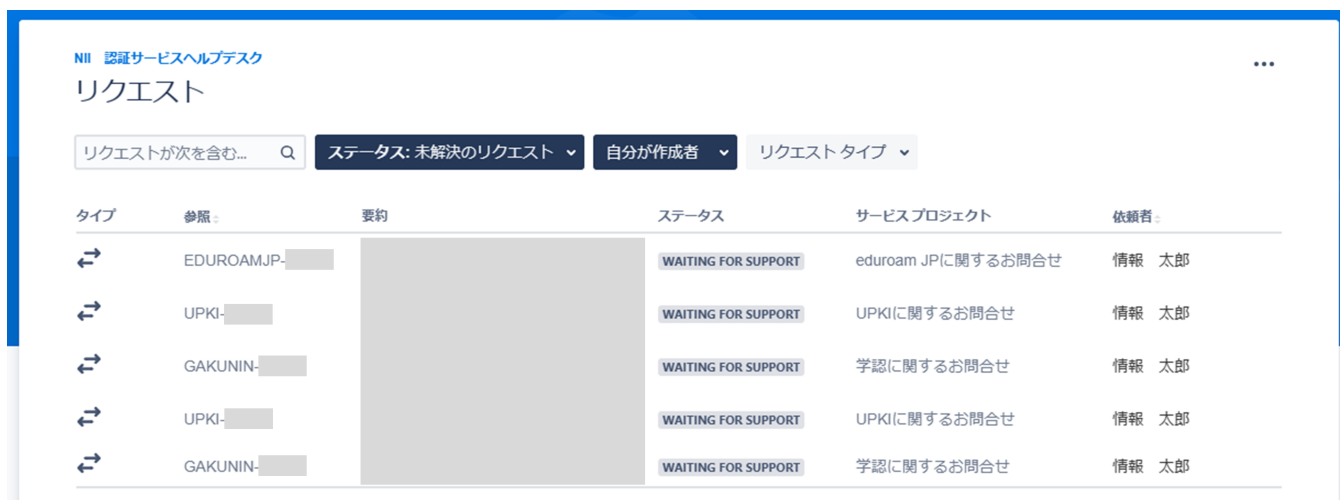 NII 認証サービスヘルプデスク
リクエスト
リクエストが次を含む... ステータス: 未解決のリクエスト 自分が作成者 リクエスト タイプ
タイプ 参照 要約 ステータス サービス プロジェクト 依頼者
EDUROAMJP- WAITING FOR SUPPORT eduroam JPに関するお問合せ 情報 太郎
UPKI- WAITING FOR SUPPORT UPKIに関するお問合せ 情報 太郎
GAKUNIN- WAITING FOR SUPPORT 学認に関するお問合せ 情報 太郎
UPKI- WAITING FOR SUPPORT UPKIに関するお問合せ 情報 太郎
GAKUNIN- WAITING FOR SUPPORT 学認に関するお問合せ 情報 太郎